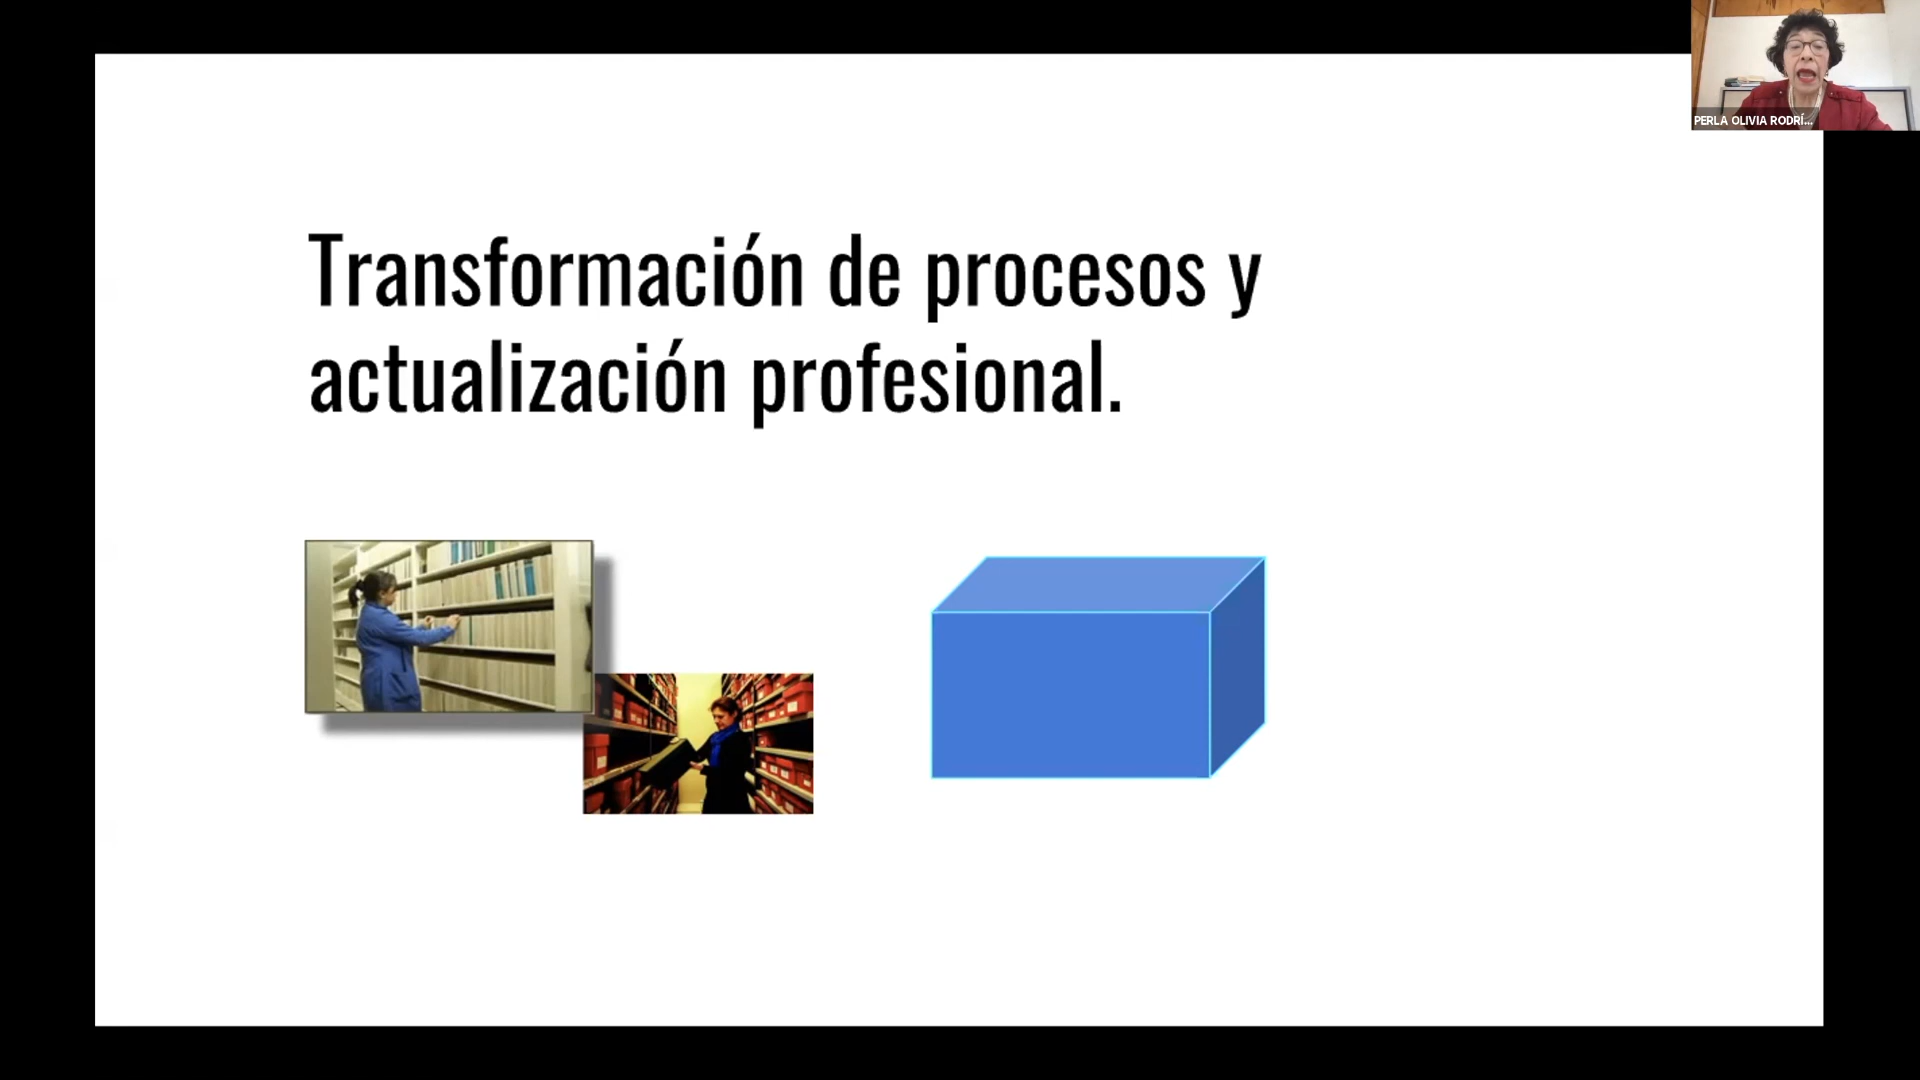 PERLA OLIVIA RODRÍ...
Transformación de procesos y
actualización profesional.